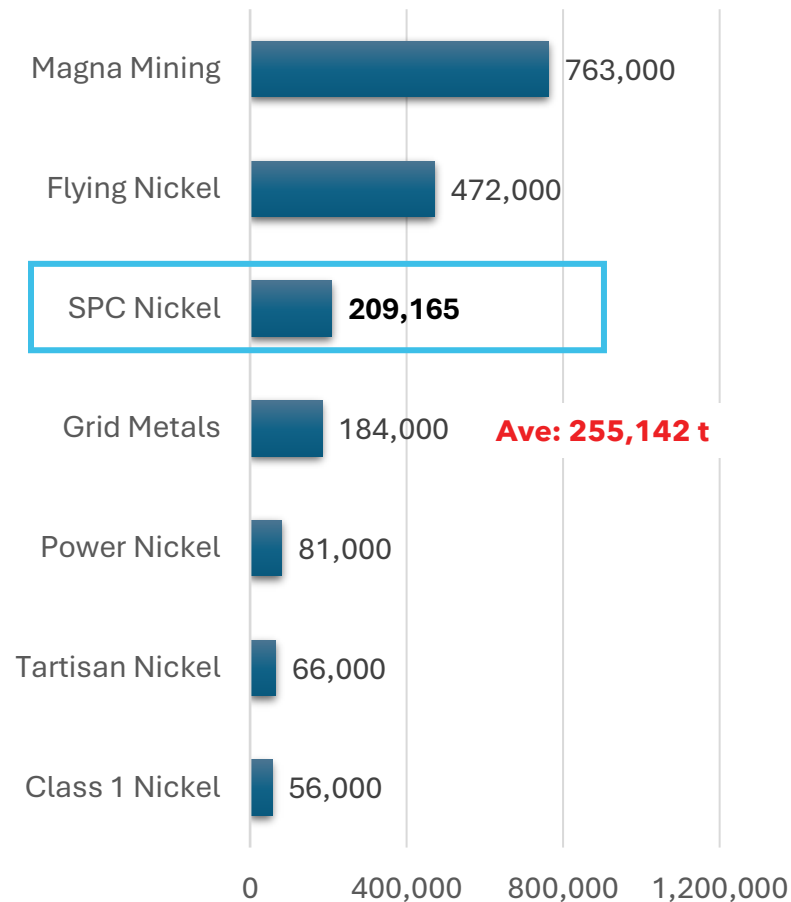 Magna Mining 763,000
Flying Nickel 472,000
SPC Nickel 209,165
Grid Metals 184,000 Ave: 255,142 t
Power Nickel 81,000
Tartisan Nickel 66,000
Class 1 Nickel 56,000
0 400,000 800,000 1,200,000